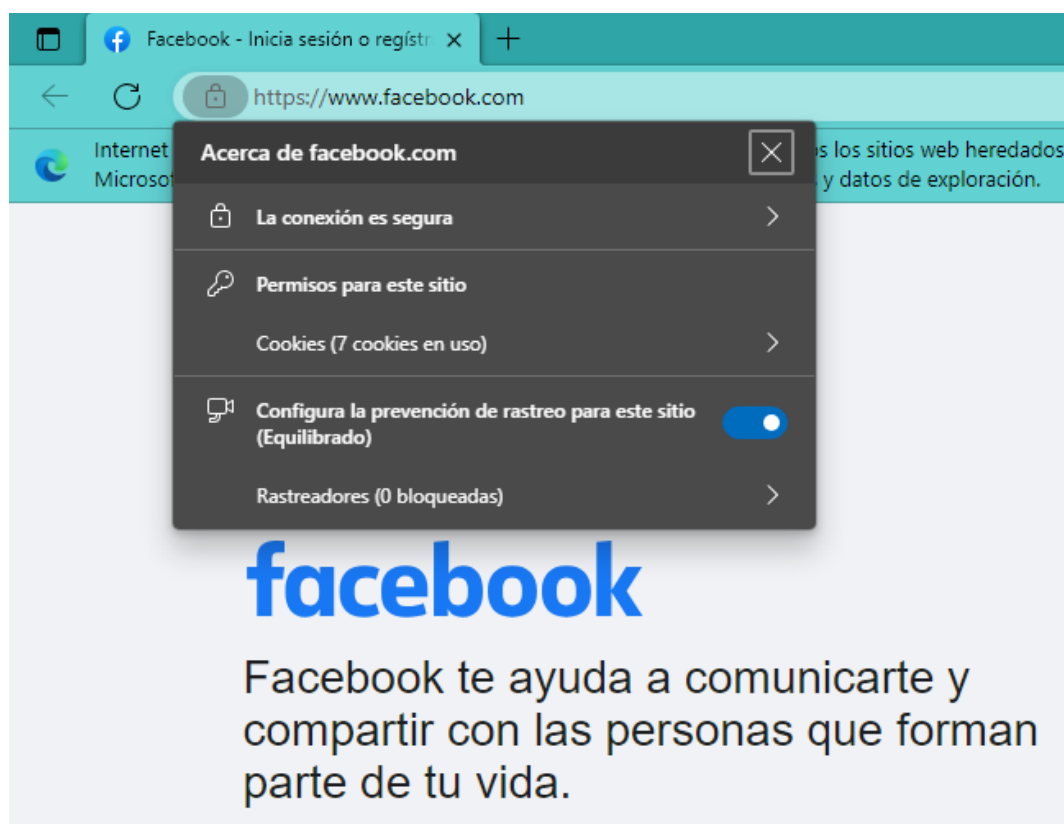 Facebook - Inicia sesión o regístr
https://www.facebook.com
Internet
Microsof
s los sitios web heredados
y datos de exploración.
Acerca de facebook.com
La conexión es segura
Permisos para este sitio
Cookies (7 cookies en uso)
Configura la prevención de rastreo para este sitio
(Equilibrado)
Rastreadores (0 bloqueadas)
facebook
Facebook te ayuda a comunicarte y
compartir con las personas que forman
parte de tu vida.